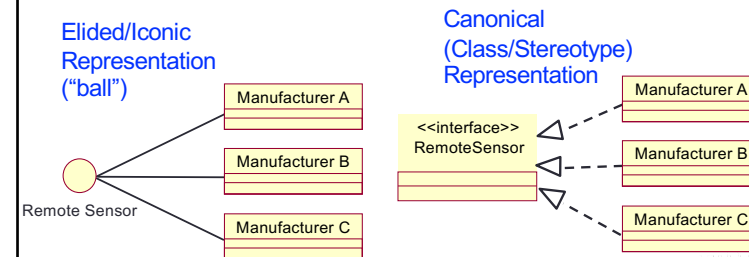 Elided/Iconic
Representation
(“ball”)
Manufacturer A
Manufacturer B
Manufacturer C
Remote Sensor
Canonical
(Class/Stereotype)
Representation
<<interface>>
RemoteSensor
Manufacturer A
Manufacturer B
Manufacturer C